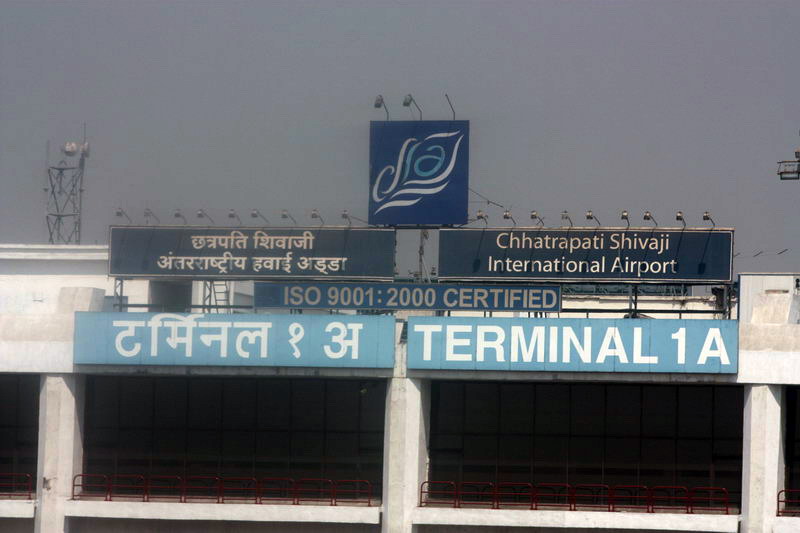 छत्रपति शिवाजी
अंतरराष्ट्रीय हवाई अड्डा
Chhatrapati Shivaji
International Airport
ISO 9001:2000 CERTIFIED
टर्मिनल १ अ
TERMINAL 1A